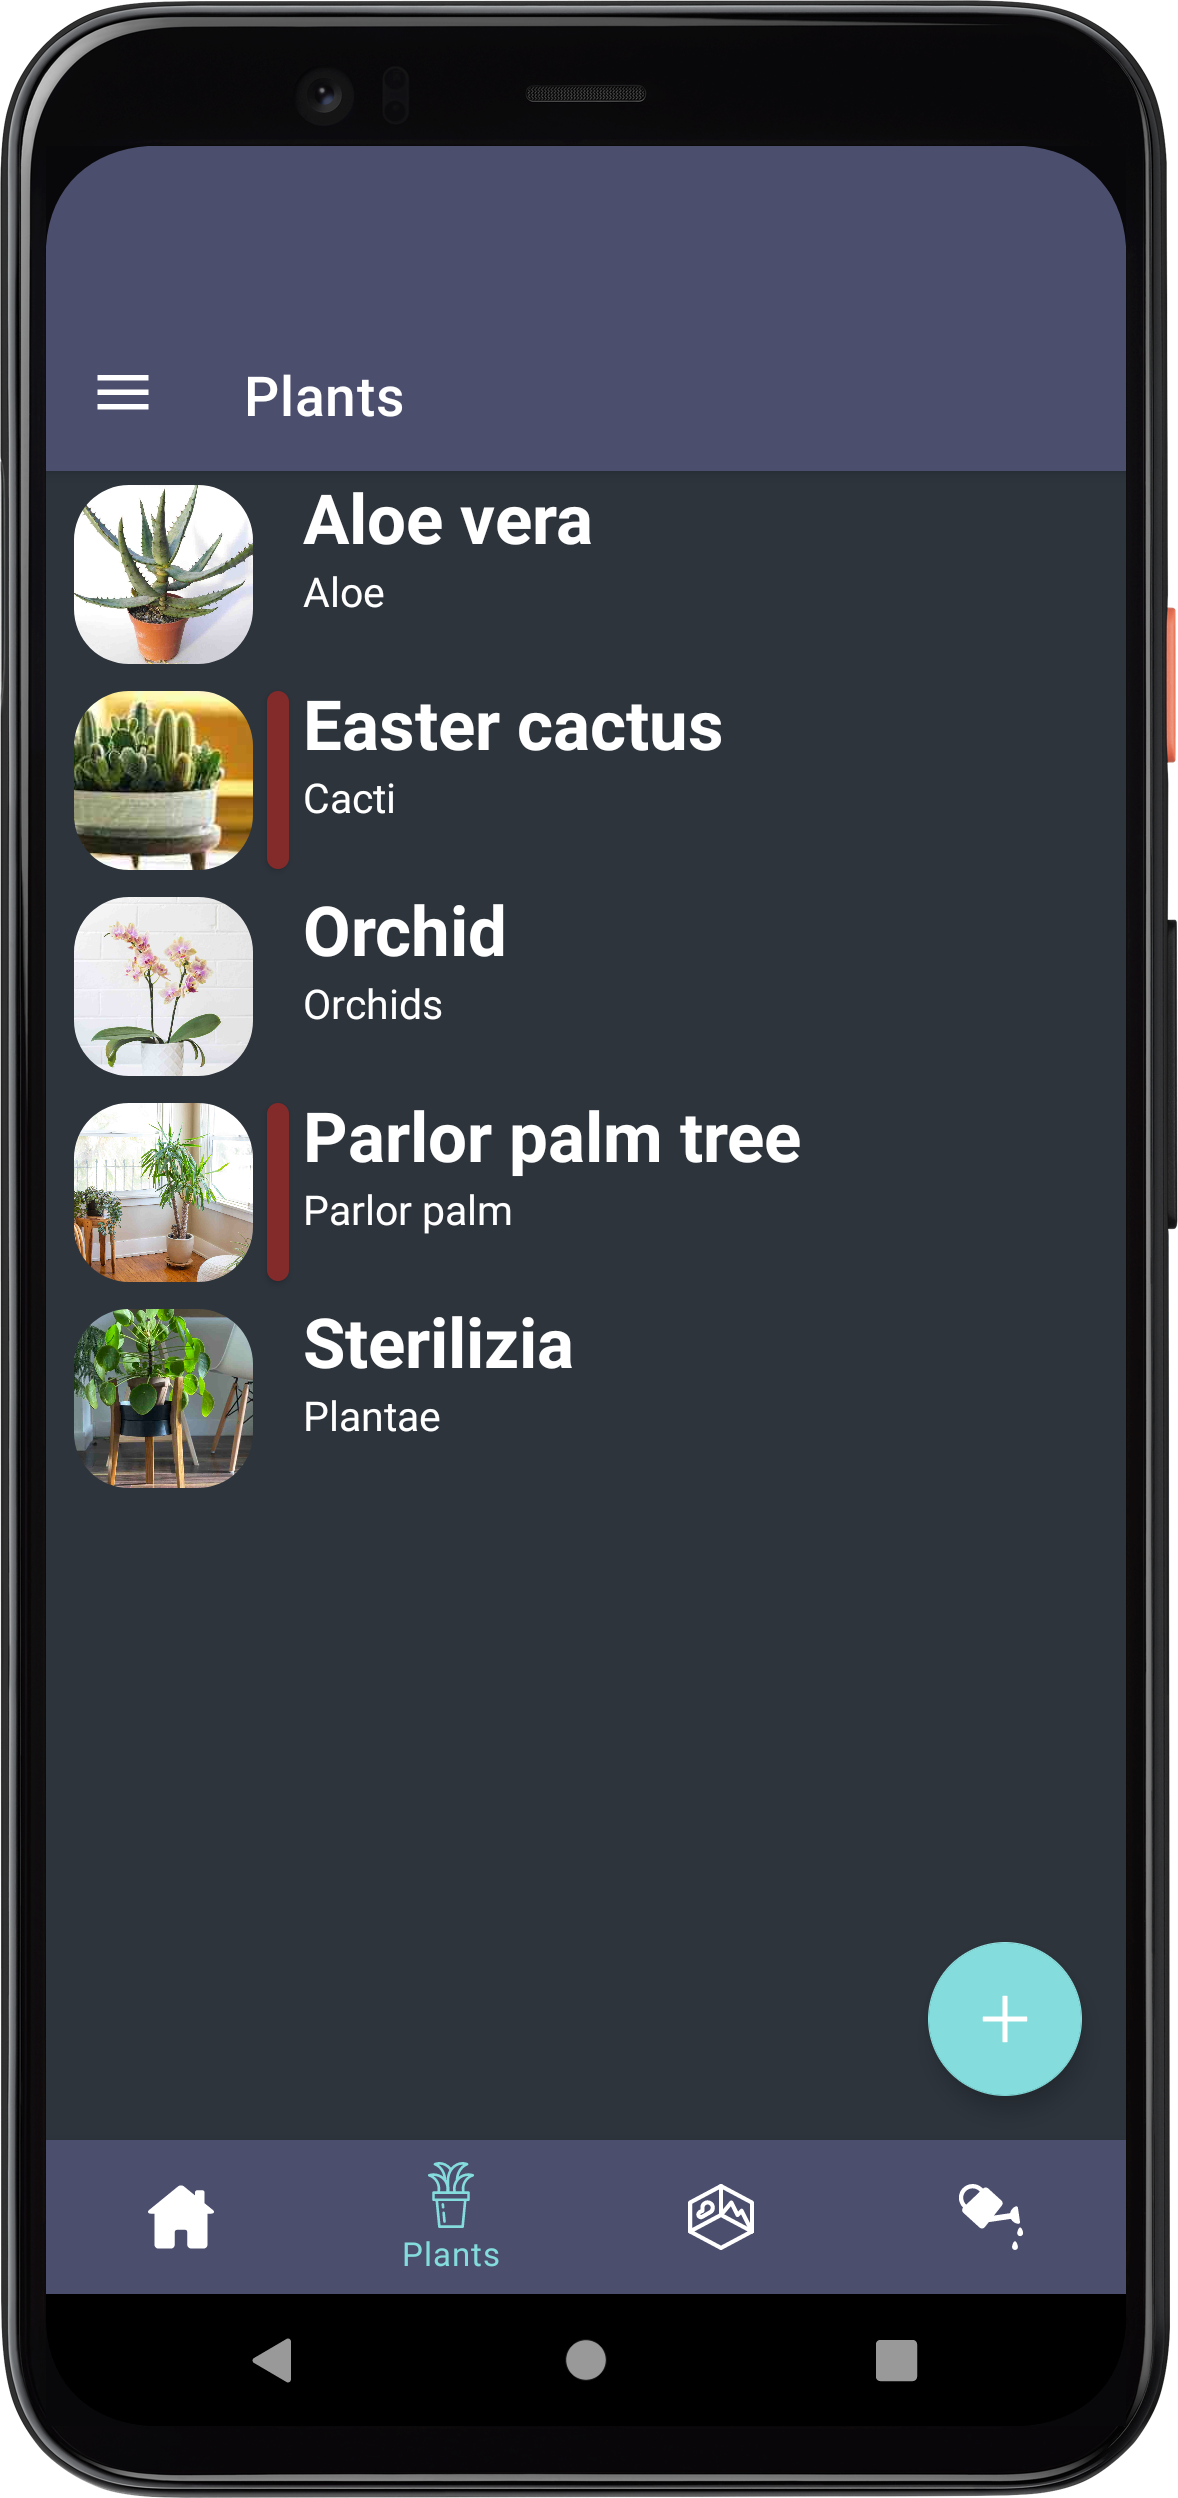 Plants
Aloe vera
Aloe
Easter cactus
Cacti
Orchid
Orchids
Parlor palm tree
Parlor palm
Sterilizia
Plantae
Plants